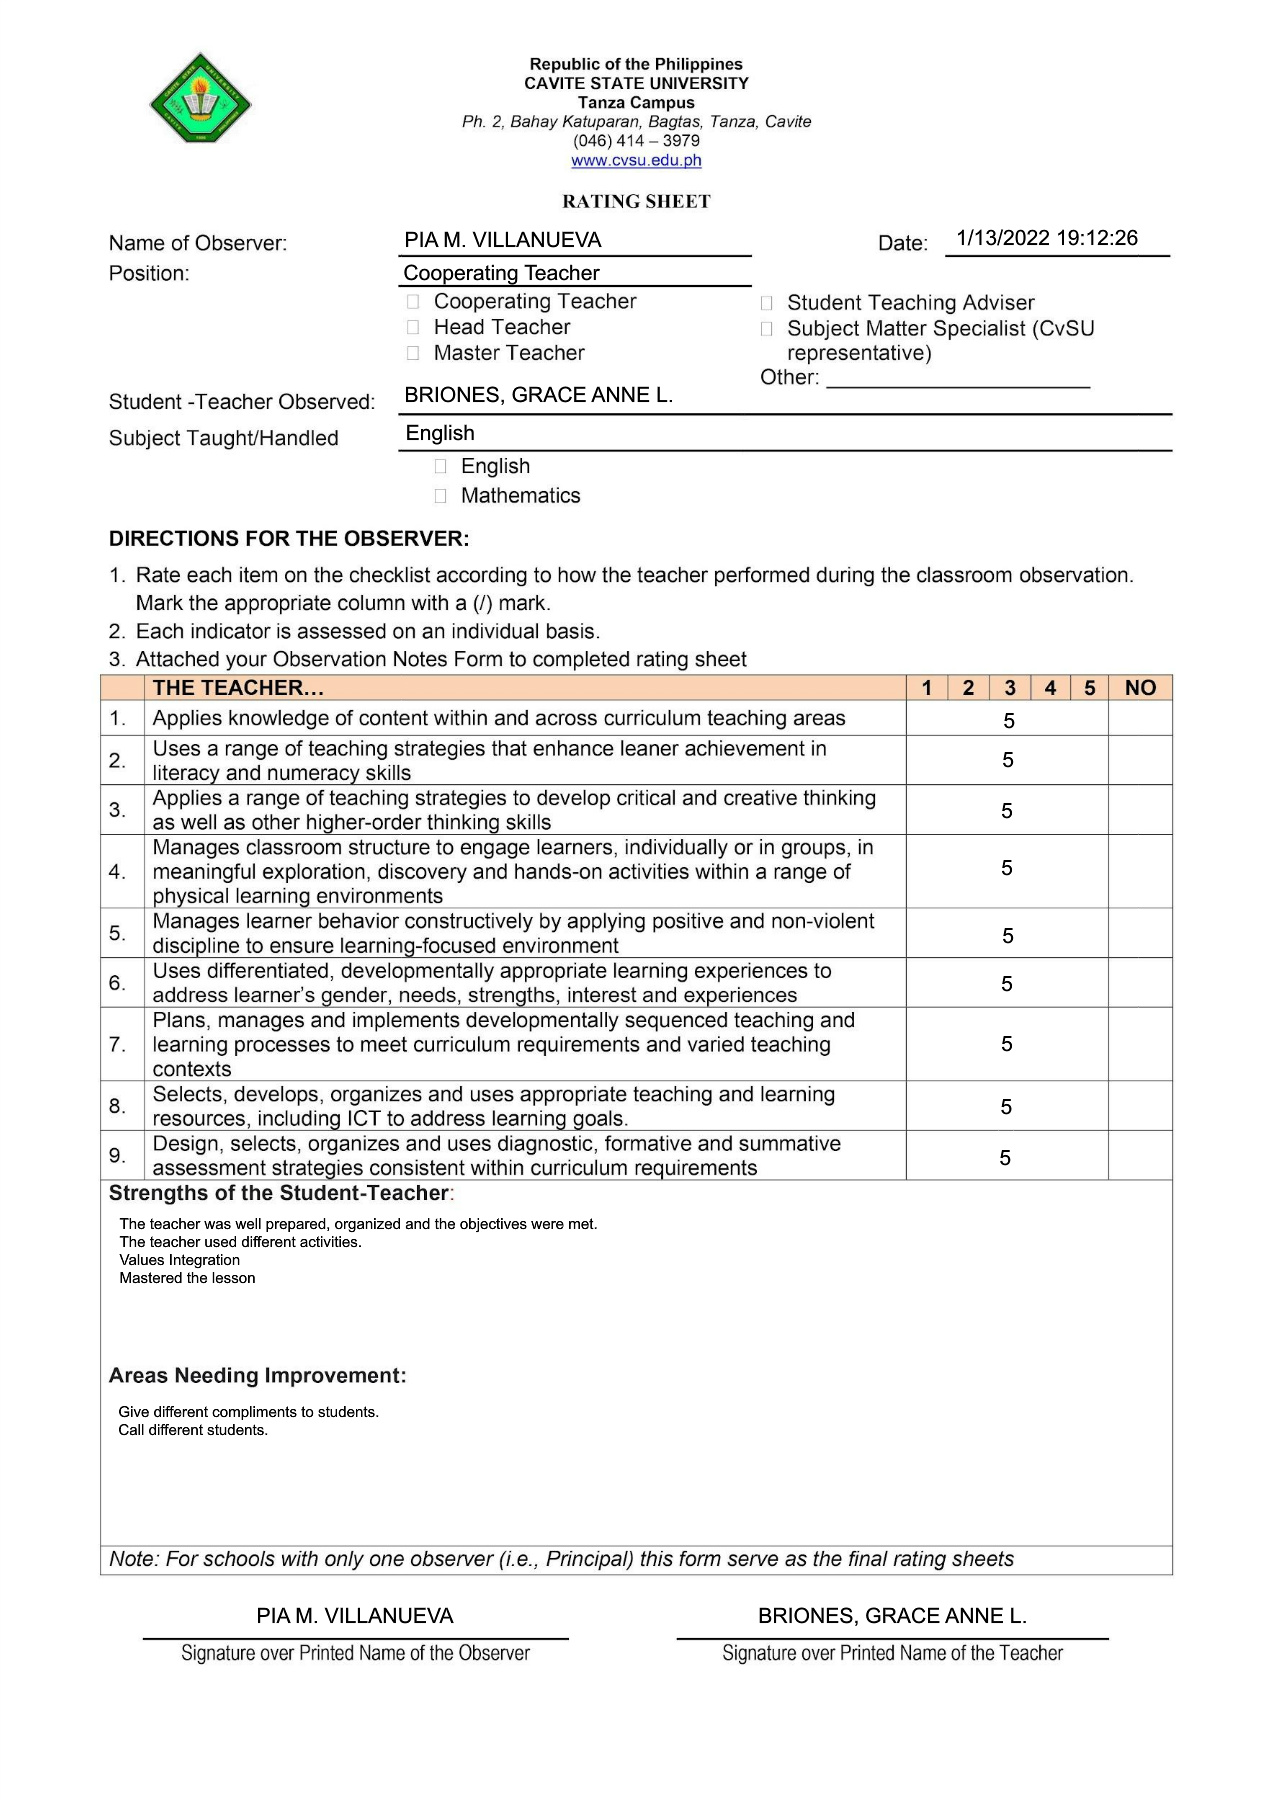 Republic of the Philippines
CAVITE STATE UNIVERSITY
Tanza Campus
Ph. 2, Bahay Katuparan, Bagtas, Tanza, Cavite
(046) 414 – 3979
www.cvsu.edu.ph
RATING SHEET
Name of Observer: PIA M. VILLANUEVA Date: 1/13/2022 19:12:26
Position: Cooperating Teacher
Cooperating Teacher
Head Teacher
Master Teacher
Student Teaching Adviser
Subject Matter Specialist (CvSU
representative)
Other:
Student -Teacher Observed: BRIONES, GRACE ANNE L.
Subject Taught/Handled English
English
Mathematics
DIRECTIONS FOR THE OBSERVER:
1. Rate each item on the checklist according to how the teacher performed during the classroom observation.
Mark the appropriate column with a (/) mark.
2. Each indicator is assessed on an individual basis.
3. Attached your Observation Notes Form to completed rating sheet
THE TEACHER… 1 2 3 4 5 NO
1. Applies knowledge of content within and across curriculum teaching areas 5
2. Uses a range of teaching strategies that enhance leaner achievement in
literacy and numeracy skills 5
3. Applies a range of teaching strategies to develop critical and creative thinking
as well as other higher-order thinking skills 5
4. Manages classroom structure to engage learners, individually or in groups, in
meaningful exploration, discovery and hands-on activities within a range of
physical learning environments 5
5. Manages learner behavior constructively by applying positive and non-violent
discipline to ensure learning-focused environment 5
6. Uses differentiated, developmentally appropriate learning experiences to
address learner's gender, needs, strengths, interest and experiences 5
7. Plans, manages and implements developmentally sequenced teaching and
learning processes to meet curriculum requirements and varied teaching
contexts 5
8. Selects, develops, organizes and uses appropriate teaching and learning
resources, including ICT to address learning goals. 5
9. Design, selects, organizes and uses diagnostic, formative and summative
assessment strategies consistent within curriculum requirements 5
Strengths of the Student-Teacher:
The teacher was well prepared, organized and the objectives were met.
The teacher used different activities.
Values Integration
Mastered the lesson
Areas Needing Improvement:
Give different compliments to students.
Call different students.
Note: For schools with only one observer (i.e., Principal) this form serve as the final rating sheets
PIA M. VILLANUEVA BRIONES, GRACE ANNE L.
Signature over Printed Name of the Observer Signature over Printed Name of the Teacher